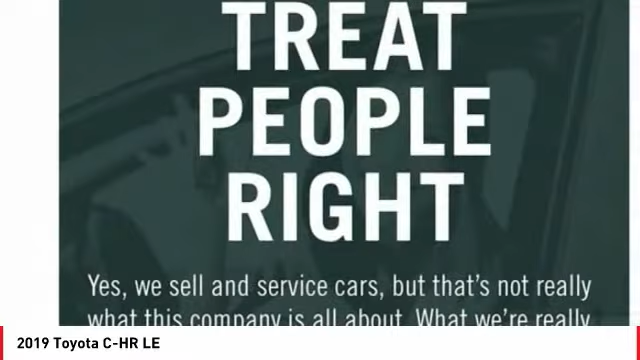 TREAT
PEOPLE
RIGHT
Yes, we sell and service cars, but that's not really
what this company is all about. What we're really
2019 Toyota C-HR LE